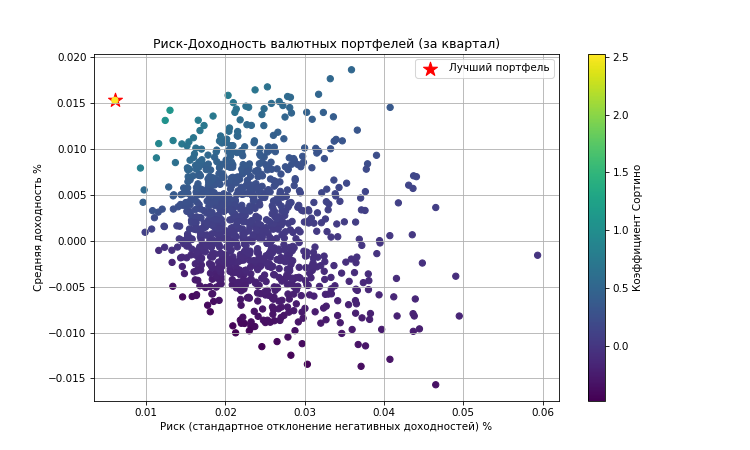 Риск-Доходность валютных портфелей (за квартал)
Лучший портфель
Средняя доходность %
0.020
0.015
0.010
0.005
0.000
−0.005
−0.010
−0.015
0.01 0.02 0.03 0.04 0.05 0.06
Риск (стандартное отклонение негативных доходностей) %
2.5
2.0
1.5
1.0
0.5
0.0
Коэффициент Сортино